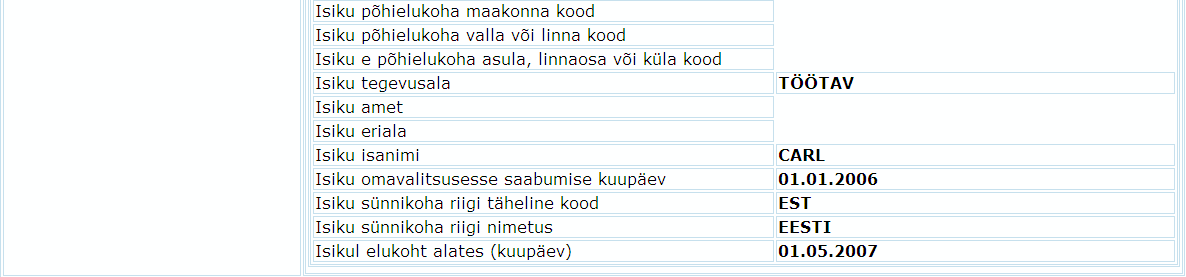 Isiku põhielukoha maakonna kood
Isiku põhielukoha valla või linna kood
Isiku e põhielukoha asula, linnaosa või küla kood
Isiku tegevusala TÖÖTAV
Isiku amet
Isiku eriala
Isiku isanimi CARL
Isiku omavalitsusesse saabumise kuupäev 01.01.2006
Isiku sünnikoha riigi täheline kood EST
Isiku sünnikoha riigi nimetus EESTI
Isikul elukoht alates (kuupäev) 01.05.2007